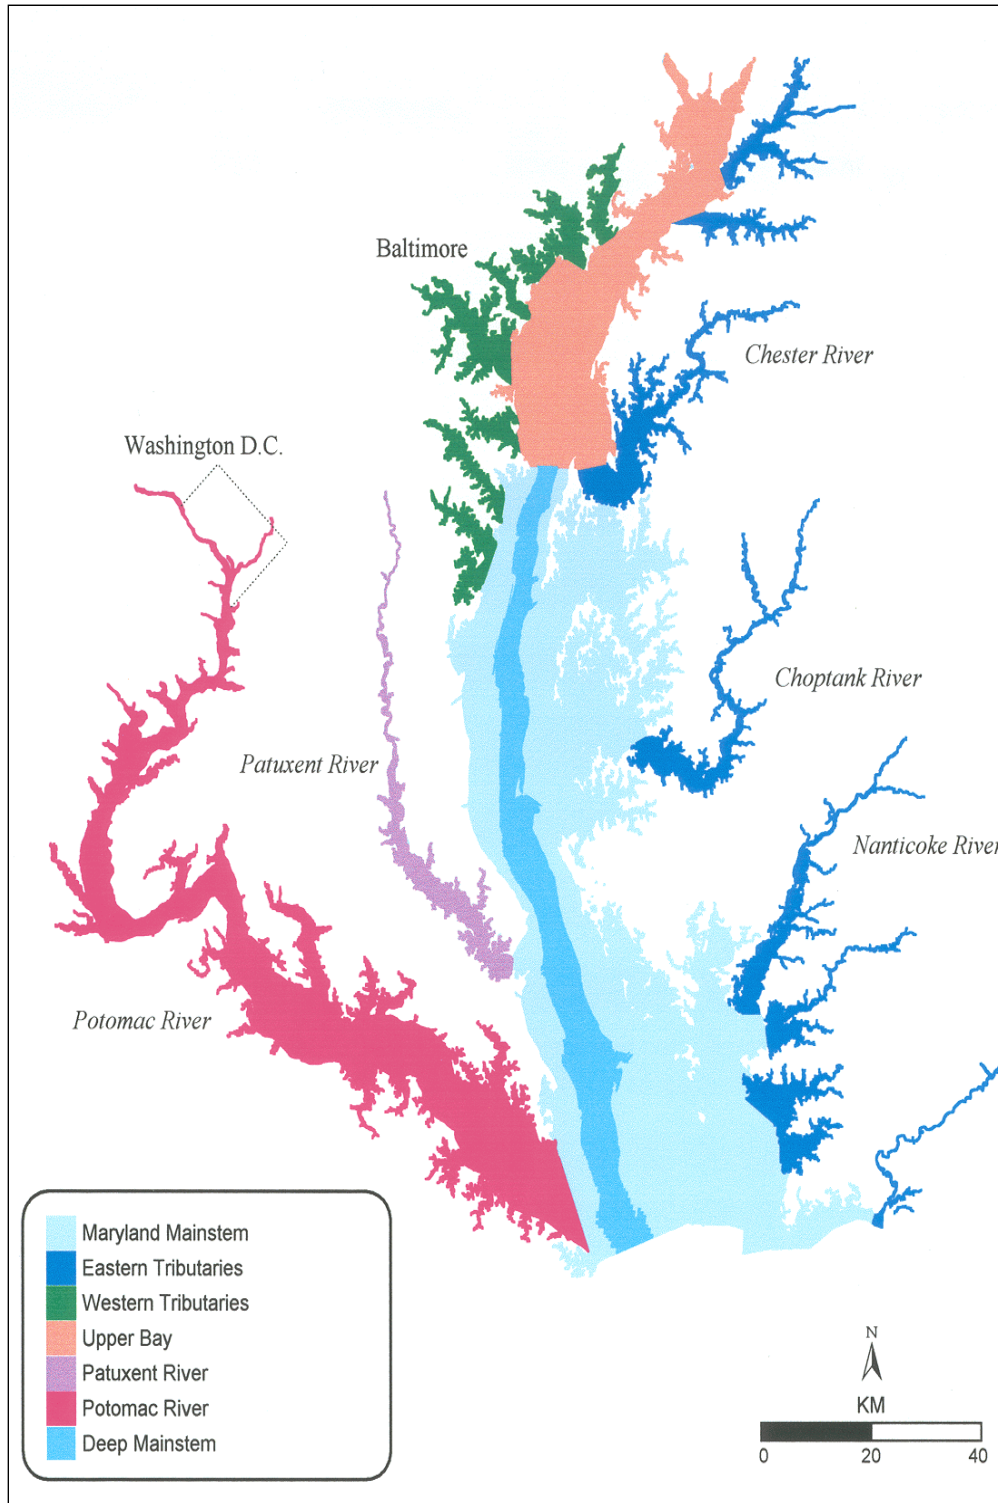 Baltimore
Chester River
Washington D.C.
Choptank River
Patuxent River
Nanticoke River
Potomac River
Maryland Mainstem
Eastern Tributaries
Western Tributaries
Upper Bay
Patuxent River
Potomac River
Deep Mainstem
N
KM
0 20 40